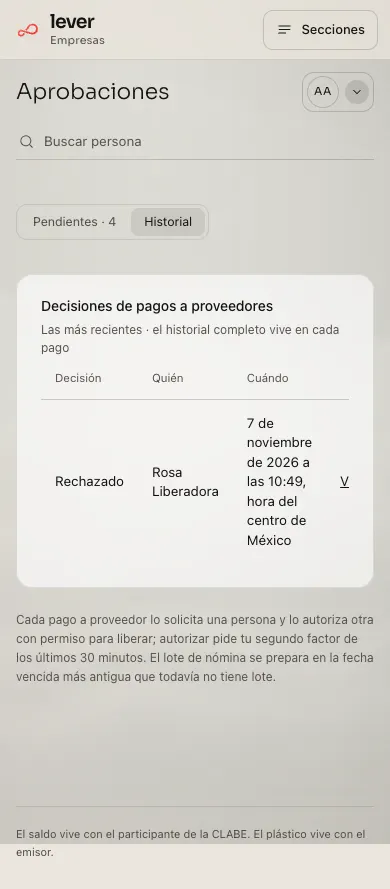 lever
Empresas
Secciones
Aprobaciones
AA
Buscar persona
Pendientes · 4
Historial
Decisiones de pagos a proveedores
Las más recientes · el historial completo vive en cada
pago
Decisión
Quién
Cuándo
Rechazado
Rosa
Liberadora
7 de
noviembre
de 2026 a
las 10:49,
hora del
centro de
México
V
Cada pago a proveedor lo solicita una persona y lo autoriza otra
con permiso para liberar; autorizar pide tu segundo factor de
los últimos 30 minutos. El lote de nómina se prepara en la fecha
vencida más antigua que todavía no tiene lote.
El saldo vive con el participante de la CLABE. El plástico vive con el
emisor.